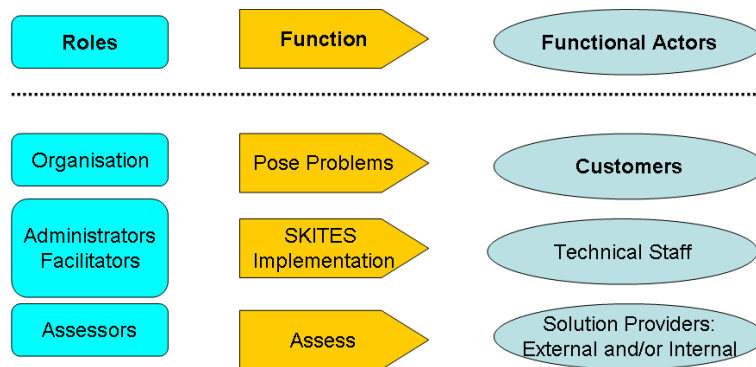 Roles
Function
Functional Actors
Organisation
Pose Problems
Customers
Administrators
Facilitators
SKITES
Implementation
Technical Staff
Assessors
Assess
Solution Providers:
External and/or Internal